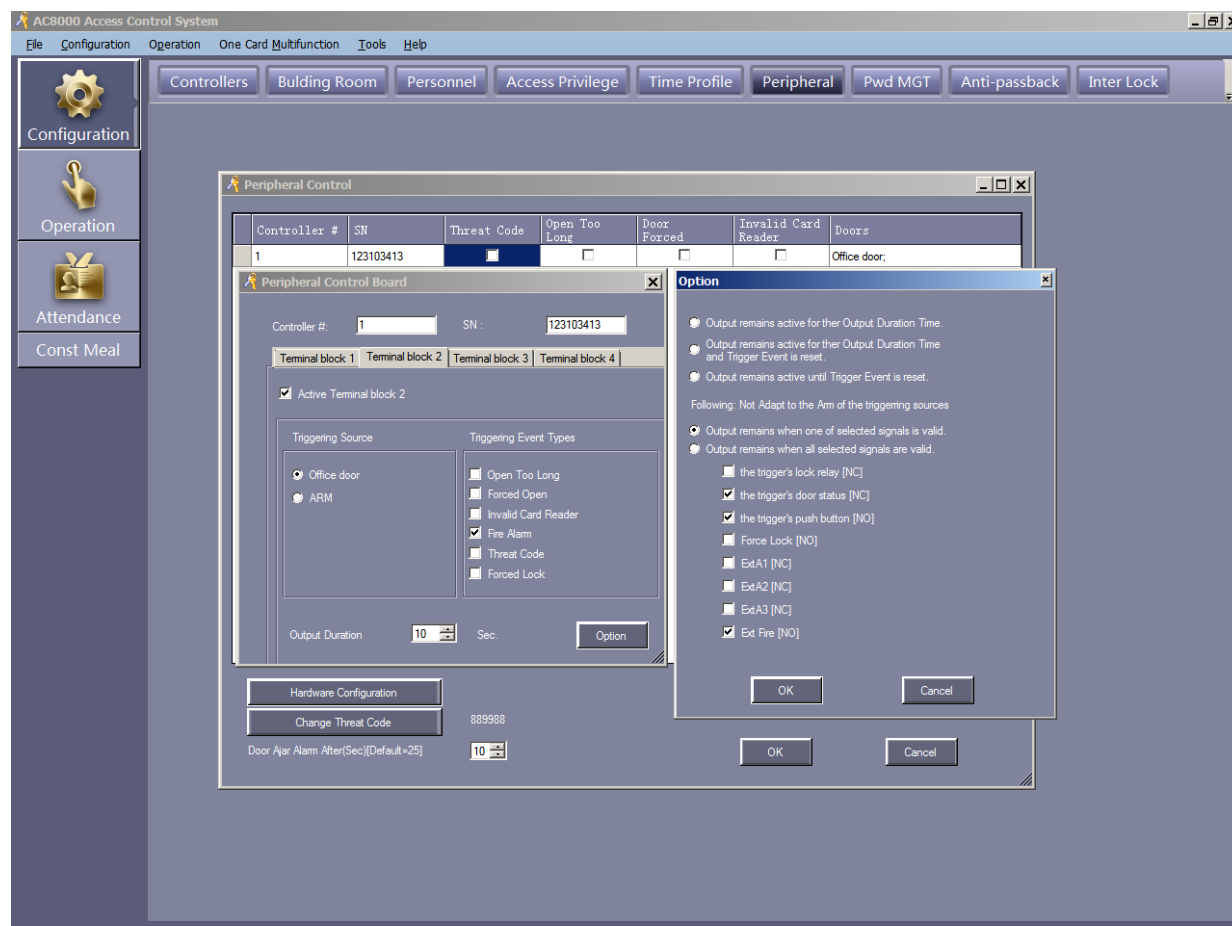 AC8000 Access Control System
File Configuration Operation One Card Multifunction Tools Help
Controllers Bulding Room Personnel Access Privilege Time Profile Peripheral Pwd MGT Anti-passback Inter Lock
Configuration
Operation
Attendance
Const Meal
Peripheral Control
Controller # SN Threat Code Open Too Long Door Forced Invalid Card Reader Doors
1 123103413 Office door;
Peripheral Control Board
Controller #: 1 SN : 123103413
Terminal block 1 Terminal block 2 Terminal block 3 Terminal block 4
Active Terminal block 2
Triggering Source
Office door
ARM
Triggering Event Types
Open Too Long
Forced Open
Invalid Card Reader
Fire Alarm
Threat Code
Forced Lock
Output Duration 10 Sec. Option
Option
Output remains active for ther Output Duration Time.
Output remains active for ther Output Duration Time
and Trigger Event is reset.
Output remains active until Trigger Event is reset.
Following: Not Adapt to the Arm of the triggerring sources
Output remains when one of selected signals is valid.
Output remains when all selected signals are valid.
the trigger's lock relay [NC]
the trigger's door status [NC]
the trigger's push button [NO]
Force Lock [NO]
ExtA1 [NC]
ExtA2 [NC]
ExtA3 [NC]
Ext Fire [NO]
OK Cancel
Hardware Configuration
Change Threat Code 889988
Door Ajar Alarm After(Sec)[Default=25] 10
OK Cancel